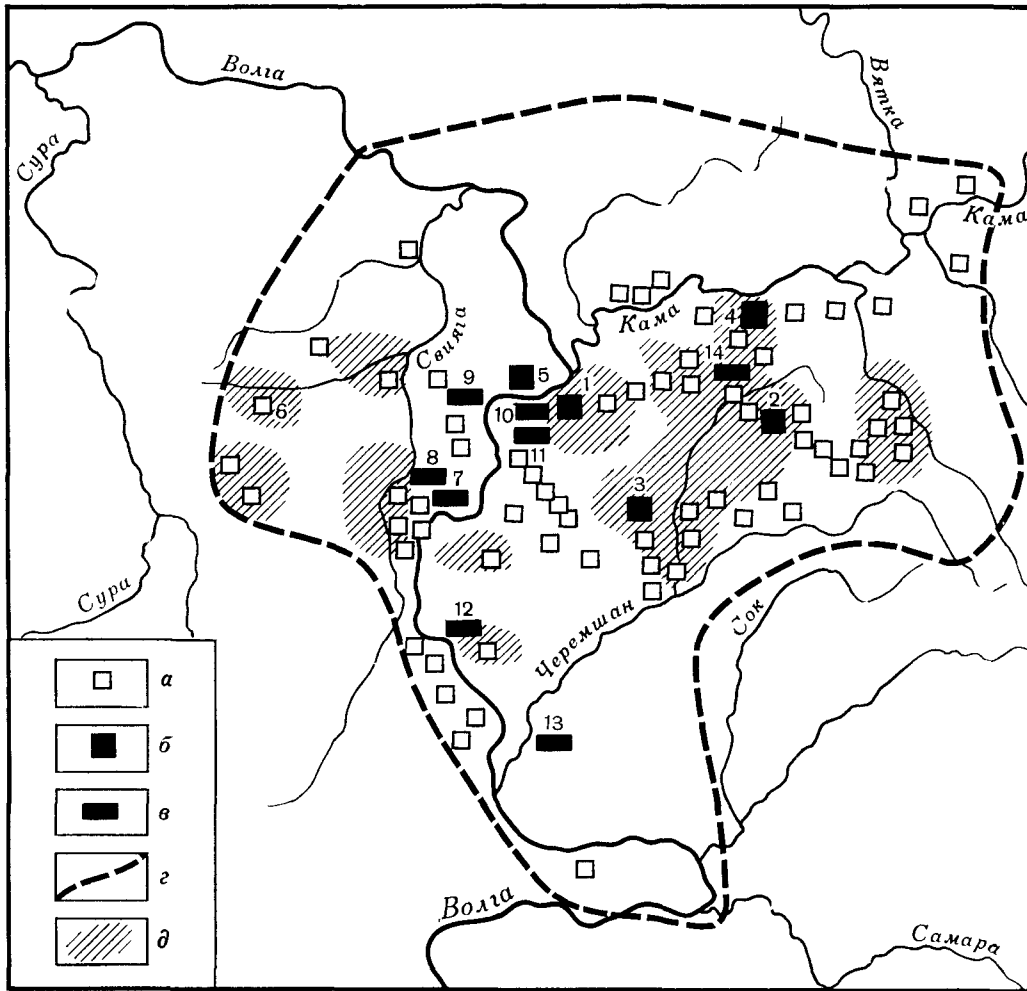 Волга
Вятка
Сура
Кама
Кама
4
Свияга
14
5
1
9
6
10
2
11
8
7
3
Сура
12
Черемшан
Сок
13
а
б
в
г
д
Волга
Самара